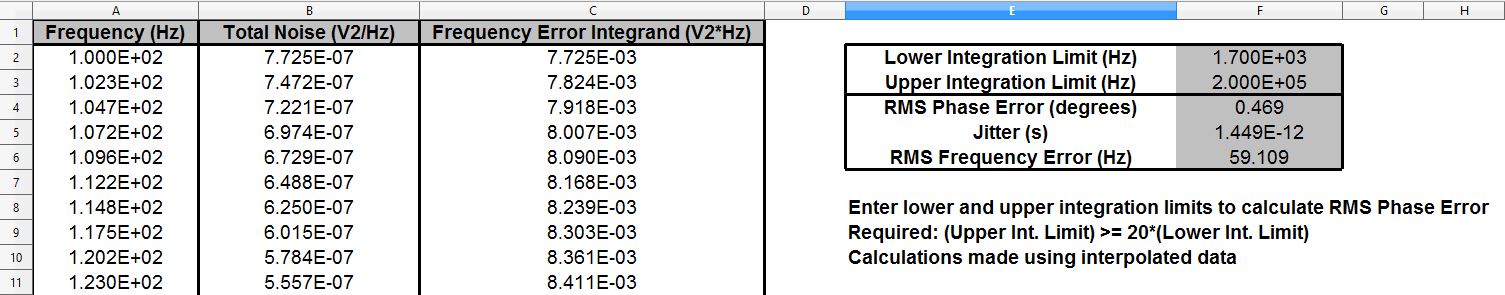 A B C D E F G H
1 Frequency (Hz) Total Noise (V2/Hz) Frequency Error Integrand (V2*Hz)
2 1.000E+02 7.725E-07 7.725E-03 Lower Integration Limit (Hz) 1.700E+03
3 1.023E+02 7.472E-07 7.824E-03 Upper Integration Limit (Hz) 2.000E+05
4 1.047E+02 7.221E-07 7.918E-03 RMS Phase Error (degrees) 0.469
5 1.072E+02 6.974E-07 8.007E-03 Jitter (s) 1.449E-12
6 1.096E+02 6.729E-07 8.090E-03 RMS Frequency Error (Hz) 59.109
7 1.122E+02 6.488E-07 8.168E-03
8 1.148E+02 6.250E-07 8.239E-03 Enter lower and upper integration limits to calculate RMS Phase Error
9 1.175E+02 6.015E-07 8.303E-03 Required: (Upper Int. Limit) >= 20*(Lower Int. Limit)
10 1.202E+02 5.784E-07 8.361E-03 Calculations made using interpolated data
11 1.230E+02 5.557E-07 8.411E-03